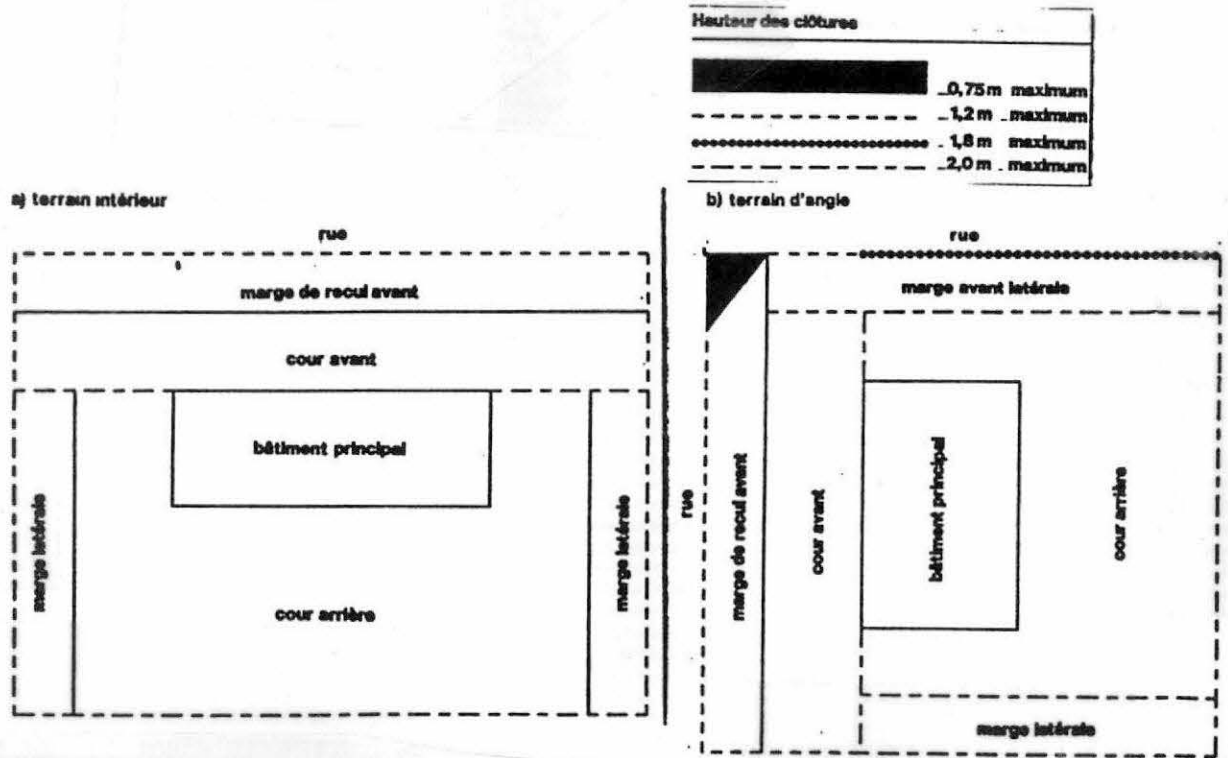 Hauteur des clôtures
0,75 m maximum
1,2 m maximum
1,8 m maximum
2,0 m maximum
a) terrain intérieur
rue
marge de recul avant
cour avant
bâtiment principal
marge latérale
marge latérale
cour arrière
b) terrain d'angle
rue
marge avant latérale
rue
marge de recul avant
cour avant
bâtiment principal
cour arrière
marge latérale